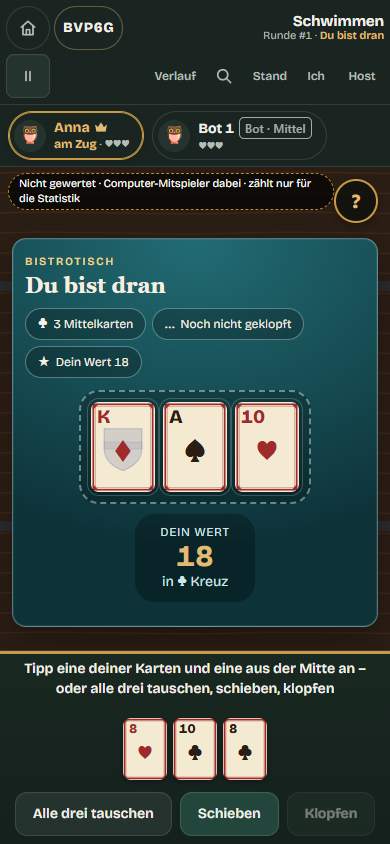 BVP6G
Schwimmen
Runde #1 · Du bist dran
Verlauf
Stand
Ich
Host
Anna
am Zug ·
Bot 1
Bot · Mittel
Nicht gewertet · Computer-Mitspieler dabei · zählt nur für
die Statistik
?
BISTROTISCH
Du bist dran
3 Mittelkarten
... Noch nicht geklopft
Dein Wert 18
K
A
10
DEIN WERT
18
in ♣ Kreuz
Tipp eine deiner Karten und eine aus der Mitte an –
oder alle drei tauschen, schieben, klopfen
8
10
8
Alle drei tauschen
Schieben
Klopfen